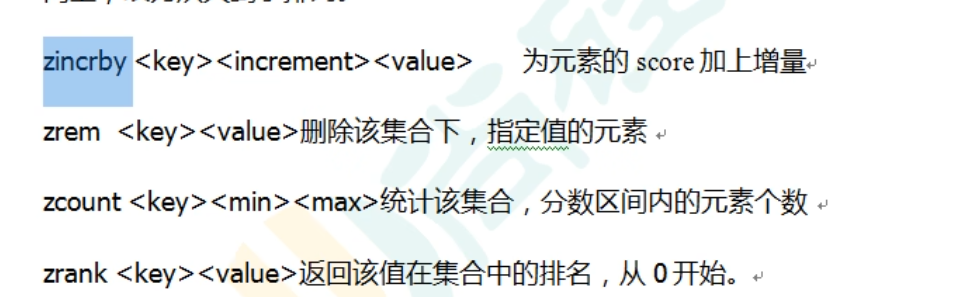 zincrby <key><increment><value> 为元素的 score 加上增量
zrem <key><value>删除该集合下，指定值的元素
zcount <key><min><max>统计该集合，分数区间内的元素个数
zrank <key><value>返回该值在集合中的排名，从 0 开始。